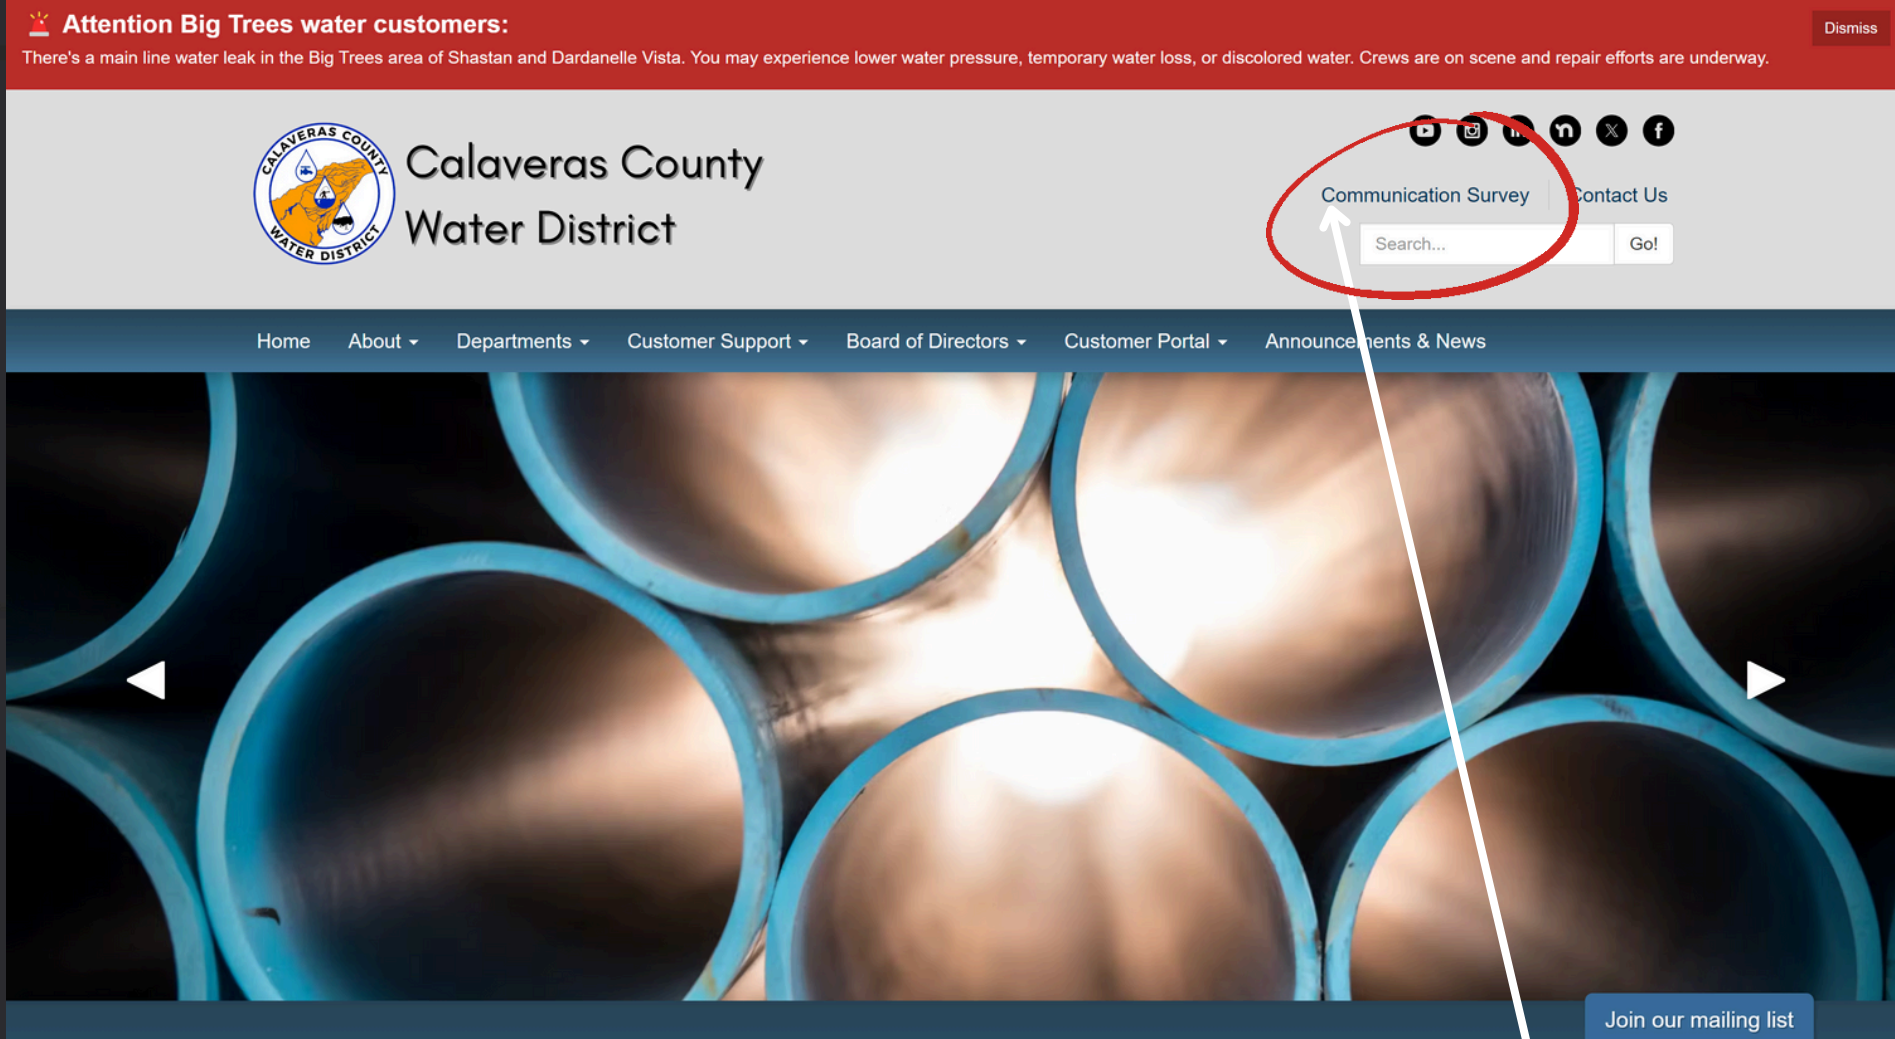 Attention Big Trees water customers:
Dismiss
There's a main line water leak in the Big Trees area of Shastan and Dardanelle Vista. You may experience lower water pressure, temporary water loss, or discolored water. Crews are on scene and repair efforts are underway.
CALAVERAS COUNTY
WATER DISTRICT
Calaveras County
Water District
Communication Survey
Contact Us
Search...
Go!
Home
About
Departments
Customer Support
Board of Directors
Customer Portal
Announcements & News
Join our mailing list